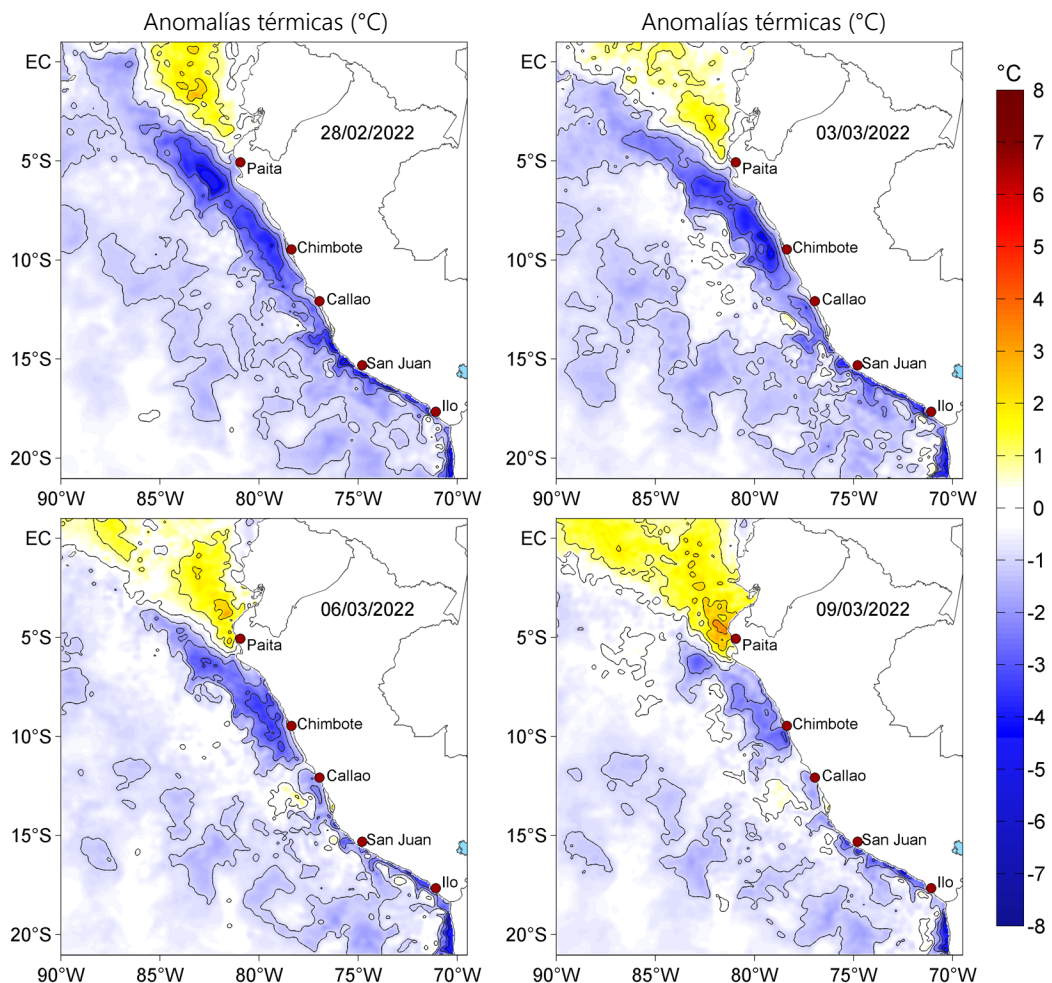 Anomalías térmicas (°C)
Anomalías térmicas (°C)
EC
5°S
10°S
15°S
20°S
28/02/2022
Paita
Chimbote
Callao
San Juan
Ilo
90°W 85°W 80°W 75°W 70°W
EC
5°S
10°S
15°S
20°S
03/03/2022
Paita
Chimbote
Callao
San Juan
Ilo
90°W 85°W 80°W 75°W 70°W
EC
5°S
10°S
15°S
20°S
06/03/2022
Paita
Chimbote
Callao
San Juan
Ilo
90°W 85°W 80°W 75°W 70°W
EC
5°S
10°S
15°S
20°S
09/03/2022
Paita
Chimbote
Callao
San Juan
Ilo
90°W 85°W 80°W 75°W 70°W
°C
8
7
6
5
4
3
2
1
0
-1
-2
-3
-4
-5
-6
-7
-8